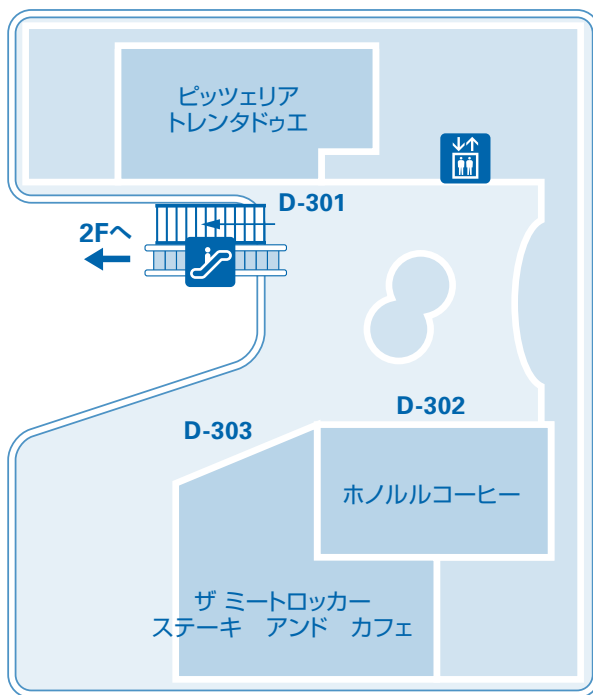 ピッツェリア
トレンタドゥエ
D-301
2Fへ
D-302
D-303
ホノルルコーヒー
ザ ミートロッカー
ステーキ　アンド　カフェ